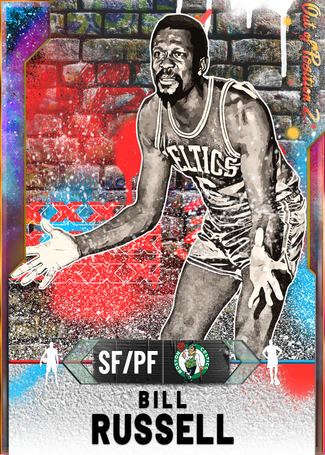 Out of Position 2
CELTICS
SF/PF
BILL
RUSSELL